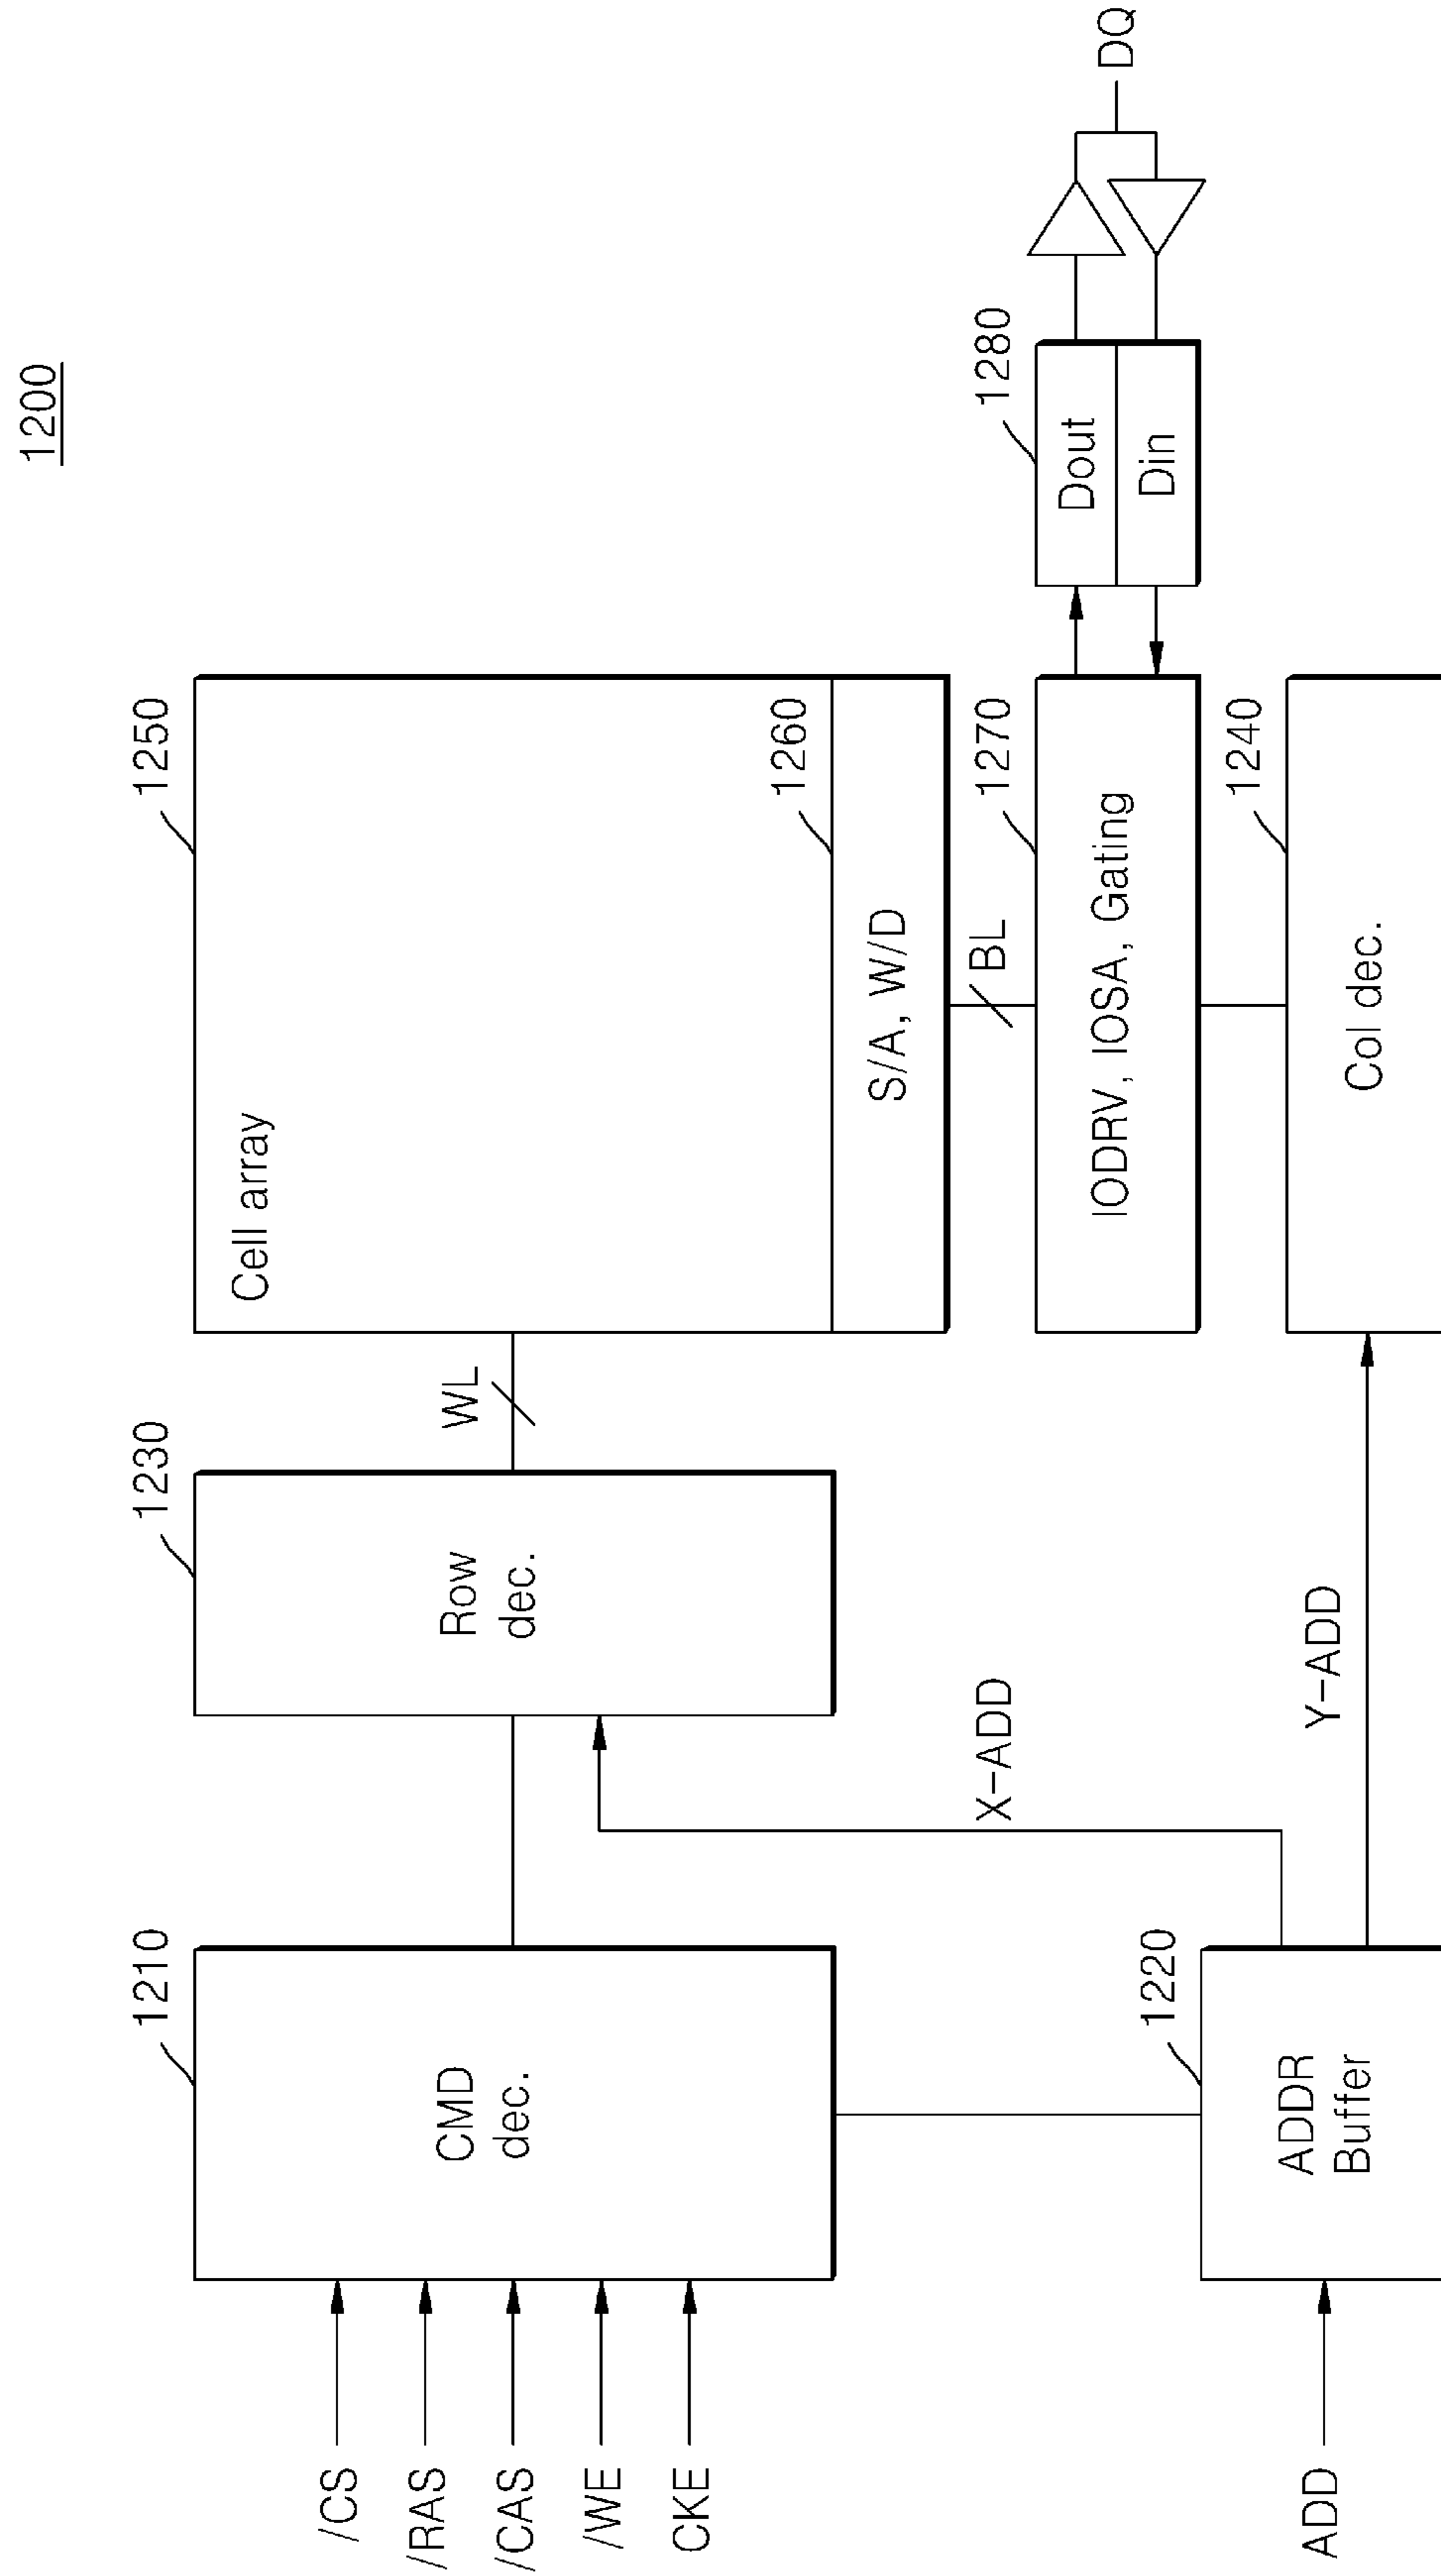 1200
/CS
/RAS
/CAS
/WE
CKE
ADD
1210
CMD
dec.
1220
ADDR
Buffer
X-ADD
Y-ADD
1230
Row
dec.
WL
1250
Cell array
1260
S/A, W/D
BL
1270
IODRV, IOSA, Gating
1240
Col dec.
1280
Dout
Din
DQ